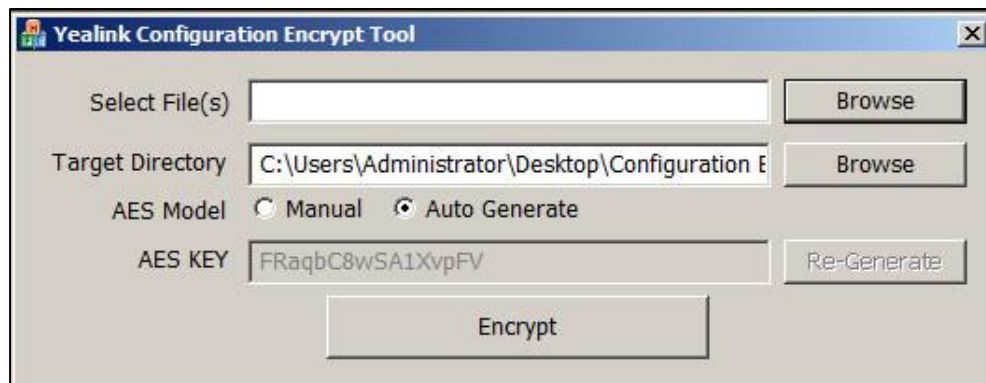 Yealink Configuration Encrypt Tool
Select File(s) Browse
Target Directory C:\Users\Administrator\Desktop\Configuration E Browse
AES Model Manual Auto Generate
AES KEY FRaqbC8wSA1XvpFV Re-Generate
Encrypt